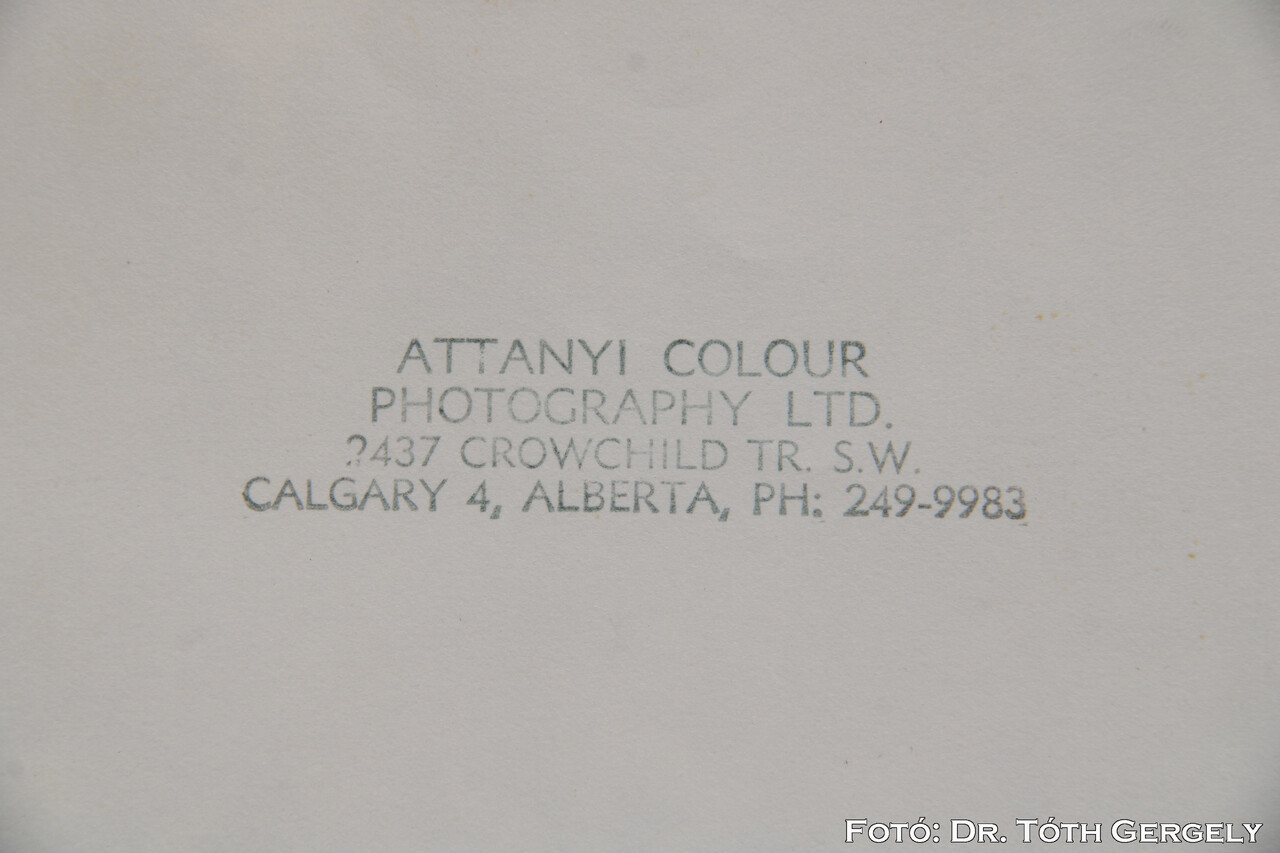 ATTANYI COLOUR
PHOTOGRAPHY LTD.
2437 CROWCHILD TR. S.W.
CALGARY 4, ALBERTA, PH: 249-9983
Fotó: Dr. Tóth Gergely